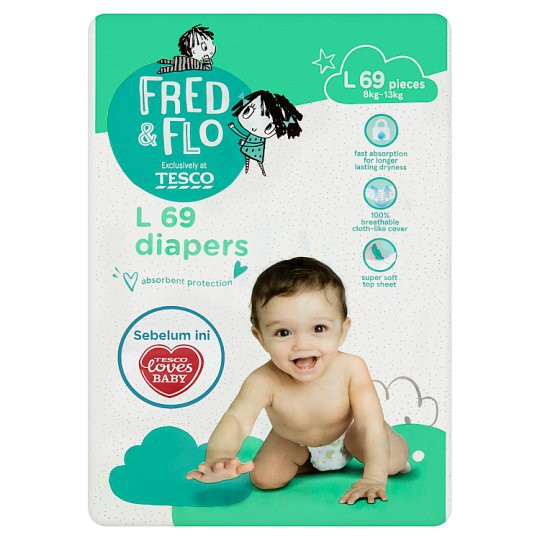 FRED
& FLO
Exclusively at
TESCO
L 69 pieces
8kg-13kg
fast absorption
for longer
lasting dryness
100%
breathable
cloth-like cover
super soft
top sheet
L 69
diapers
absorbent protection
Sebelum ini
TESCO
loves
BABY